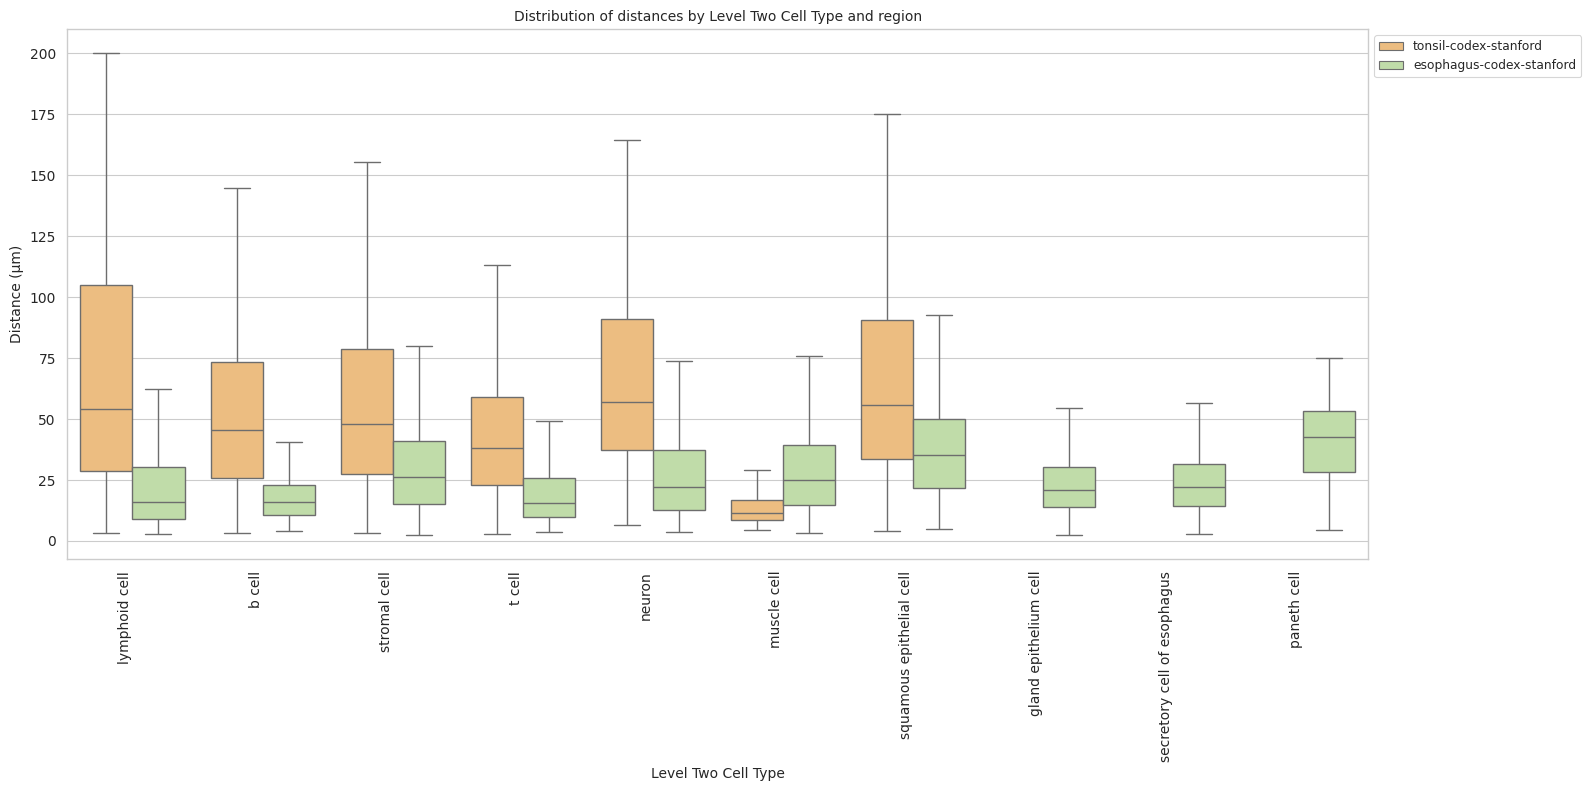 Distribution of distances by Level Two Cell Type and region
tonsil-codex-stanford
esophagus-codex-stanford
Distance (μm)
200
175
150
125
100
75
50
25
0
lymphoid cell
b cell
stromal cell
t cell
neuron
muscle cell
squamous epithelial cell
gland epithelium cell
secretory cell of esophagus
paneth cell
Level Two Cell Type